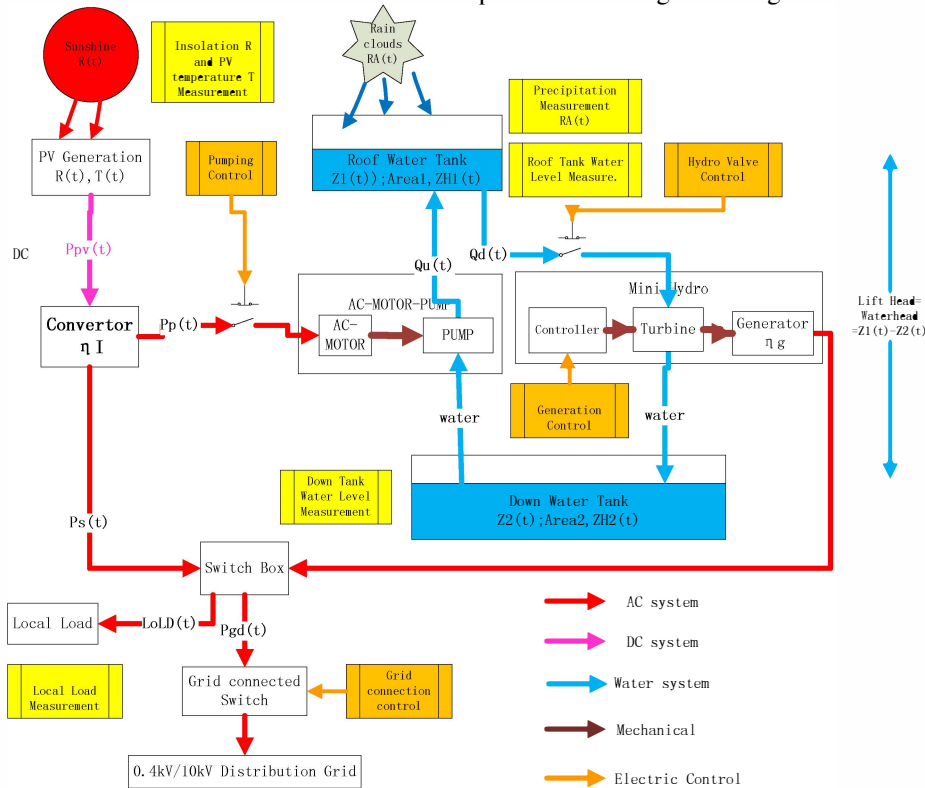 Sunshine
R(t)
Insolation R
and PV
temperature T
Measurement
Rain
clouds
RA(t)
Precipitation
Measurement
RA(t)
PV Generation
R(t),T(t)
Pumping
Control
Roof Water Tank
Z1(t));Area1,ZH1(t)
Roof Tank Water
Level Measure.
Hydro Valve
Control
DC
Ppv(t)
Qu(t)
Qd(t)
Mini Hydro
AC-MOTOR-PUMP
Convertor
η I
Pp(t)
AC-
MOTOR
PUMP
Controller
Turbine
Generator
η g
Lift Head=
Waterhead
=Z1(t)-Z2(t)
water
Generation
Control
water
Down Tank
Water Level
Measurement
Down Water Tank
Z2(t);Area2,ZH2(t)
Ps(t)
Switch Box
AC system
Local Load
LoLD(t)
Pgd(t)
DC system
Local Load
Measurement
Grid connected
Switch
Grid
connection
control
Water system
Mechanical
0.4kV/10kV Distribution Grid
Electric Control